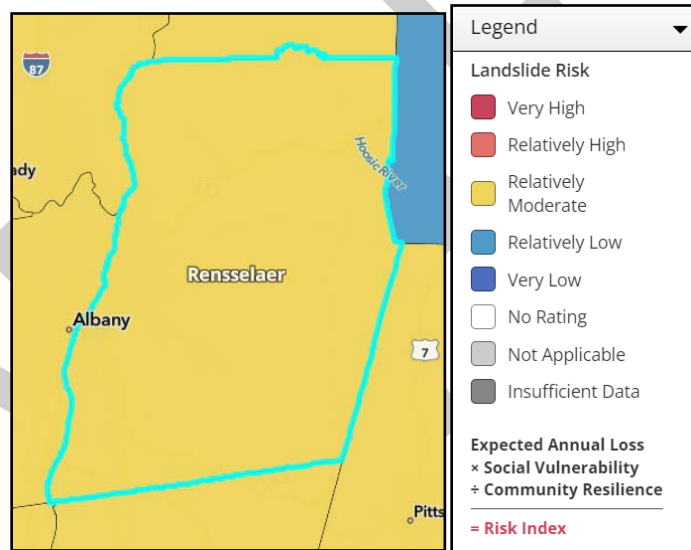 87
ady
Hoosic River
Rensselaer
Albany
7
Pitts
Legend
Landslide Risk
Very High
Relatively High
Relatively
Moderate
Relatively Low
Very Low
No Rating
Not Applicable
Insufficient Data
Expected Annual Loss
× Social Vulnerability
÷ Community Resilience
= Risk Index